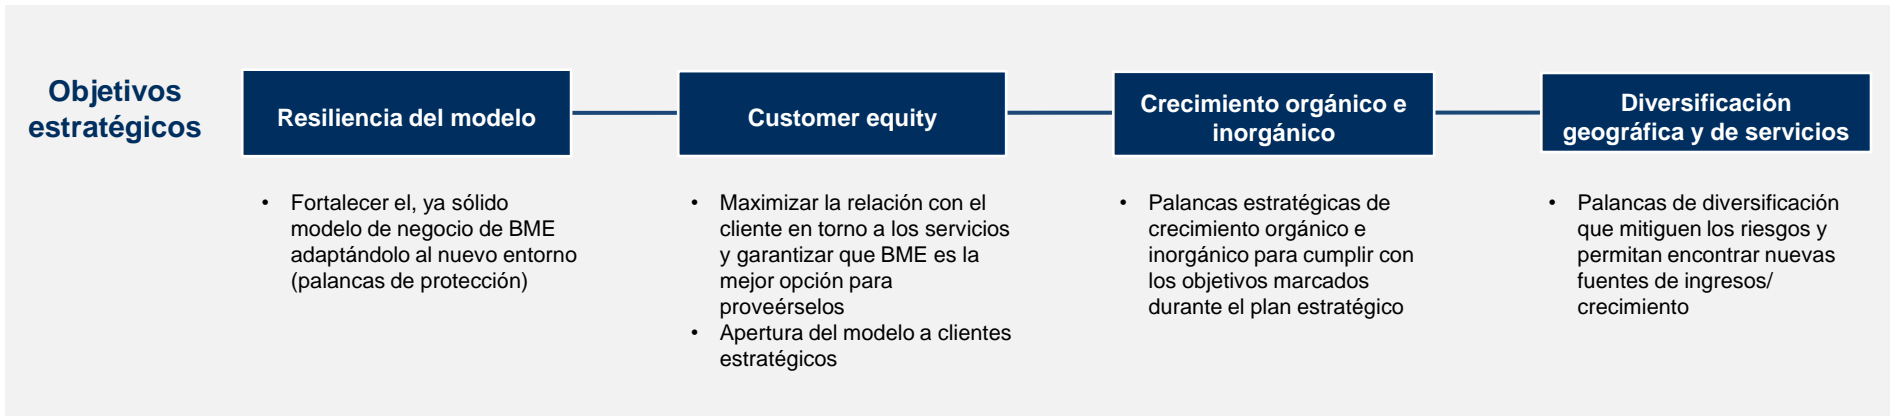 Objetivos
estratégicos
Resiliencia del modelo
• Fortalecer el, ya sólido
modelo de negocio de BME
adaptándolo al nuevo entorno
(palancas de protección)
Customer equity
• Maximizar la relación con el
cliente en torno a los servicios
y garantizar que BME es la
mejor opción para
proveérselos
• Apertura del modelo a clientes
estratégicos
Crecimiento orgánico e
inorgánico
• Palancas estratégicas de
crecimiento orgánico e
inorgánico para cumplir con
los objetivos marcados
durante el plan estratégico
Diversificación
geográfica y de servicios
• Palancas de diversificación
que mitiguen los riesgos y
permitan encontrar nuevas
fuentes de ingresos/
crecimiento